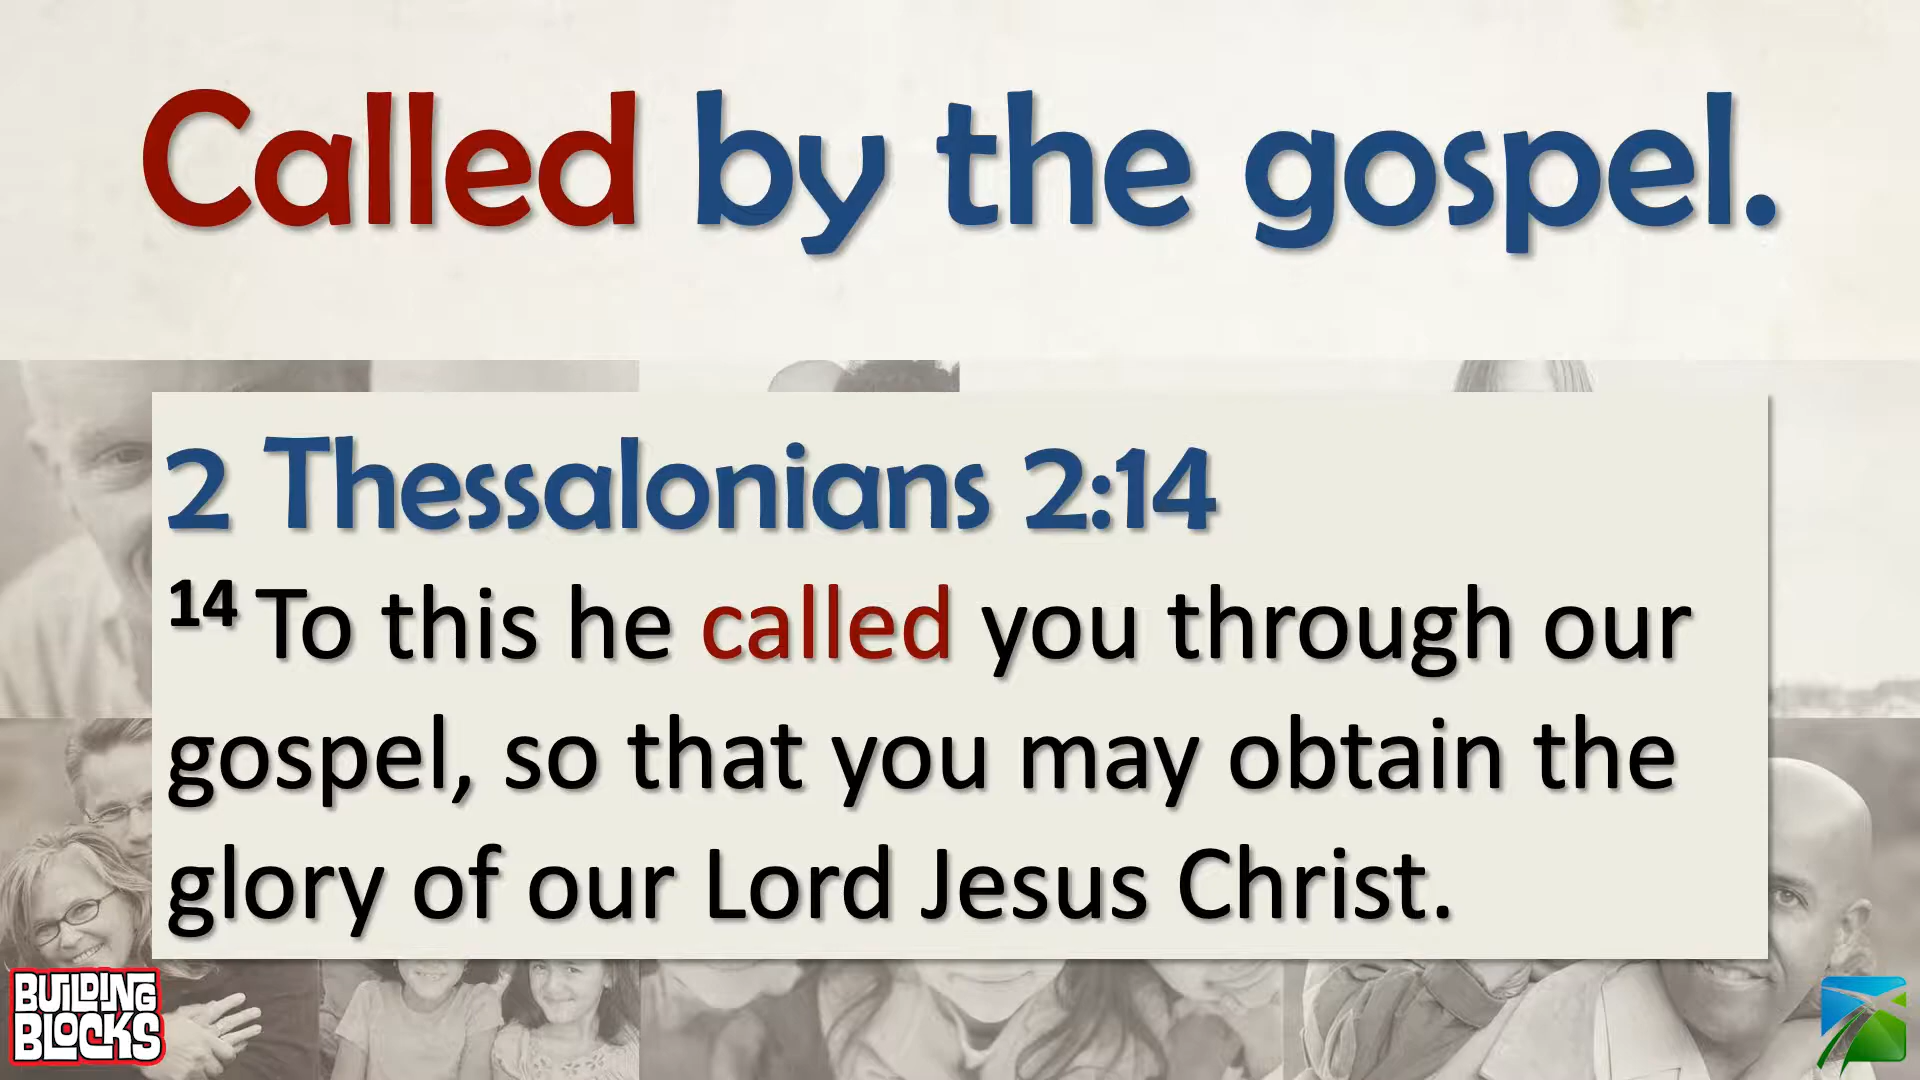 Called by the gospel.
2 Thessalonians 2:14
14 To this he called you through our
gospel, so that you may obtain the
glory of our Lord Jesus Christ.
BUILDING
BLOCKS